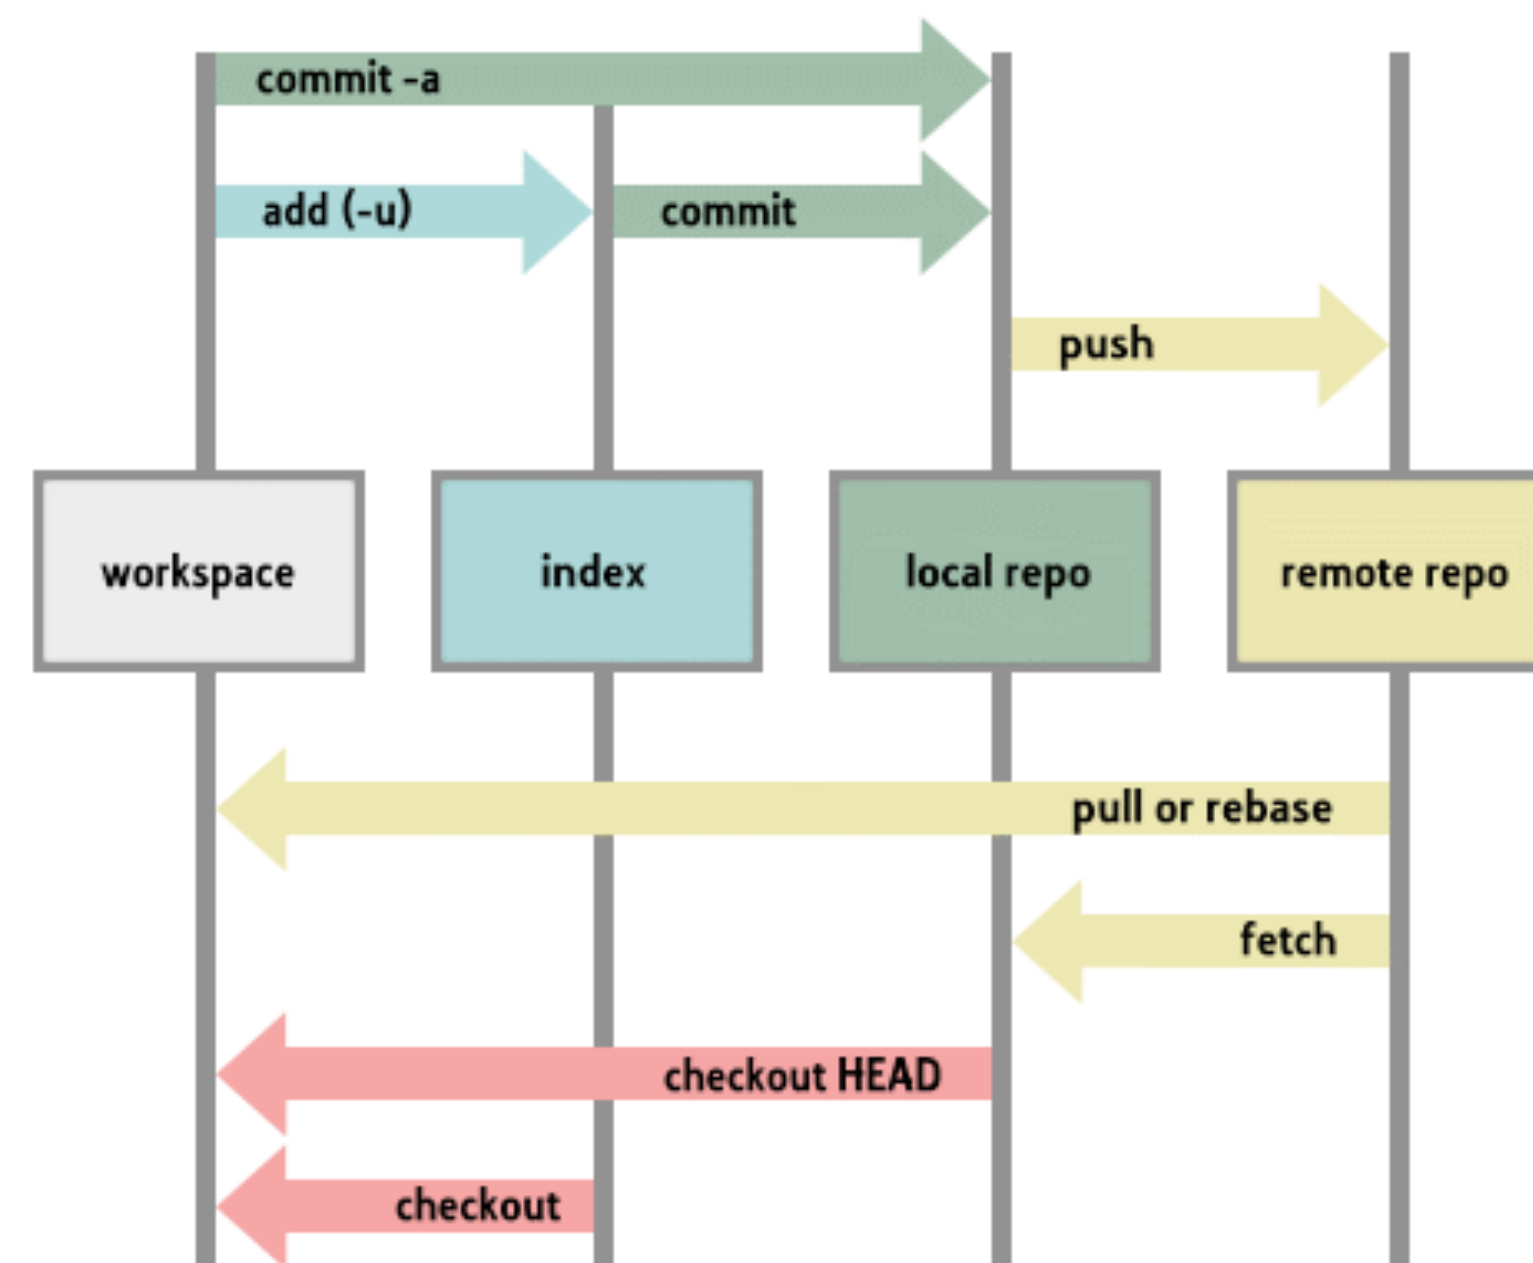 commit -a
add (-u)
commit
push
workspace
index
local repo
remote repo
pull or rebase
fetch
checkout HEAD
checkout